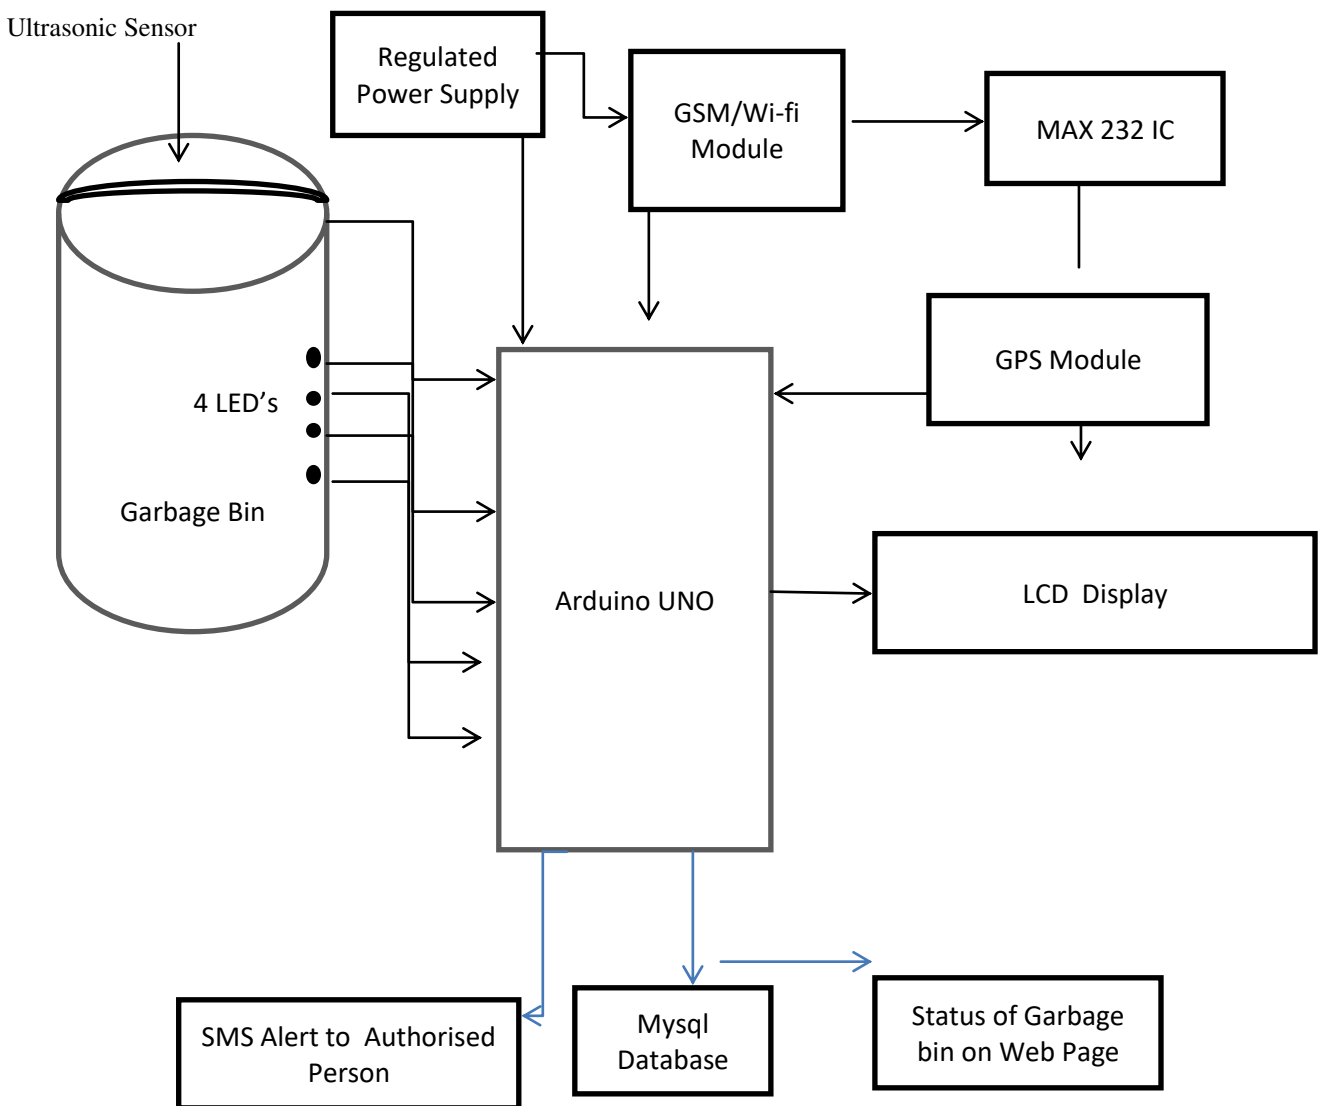 Ultrasonic Sensor
Regulated
Power Supply
GSM/Wi-fi
Module
MAX 232 IC
GPS Module
4 LED’s
Garbage Bin
Arduino UNO
LCD  Display
SMS Alert to  Authorised
Person
Mysql
Database
Status of Garbage
bin on Web Page